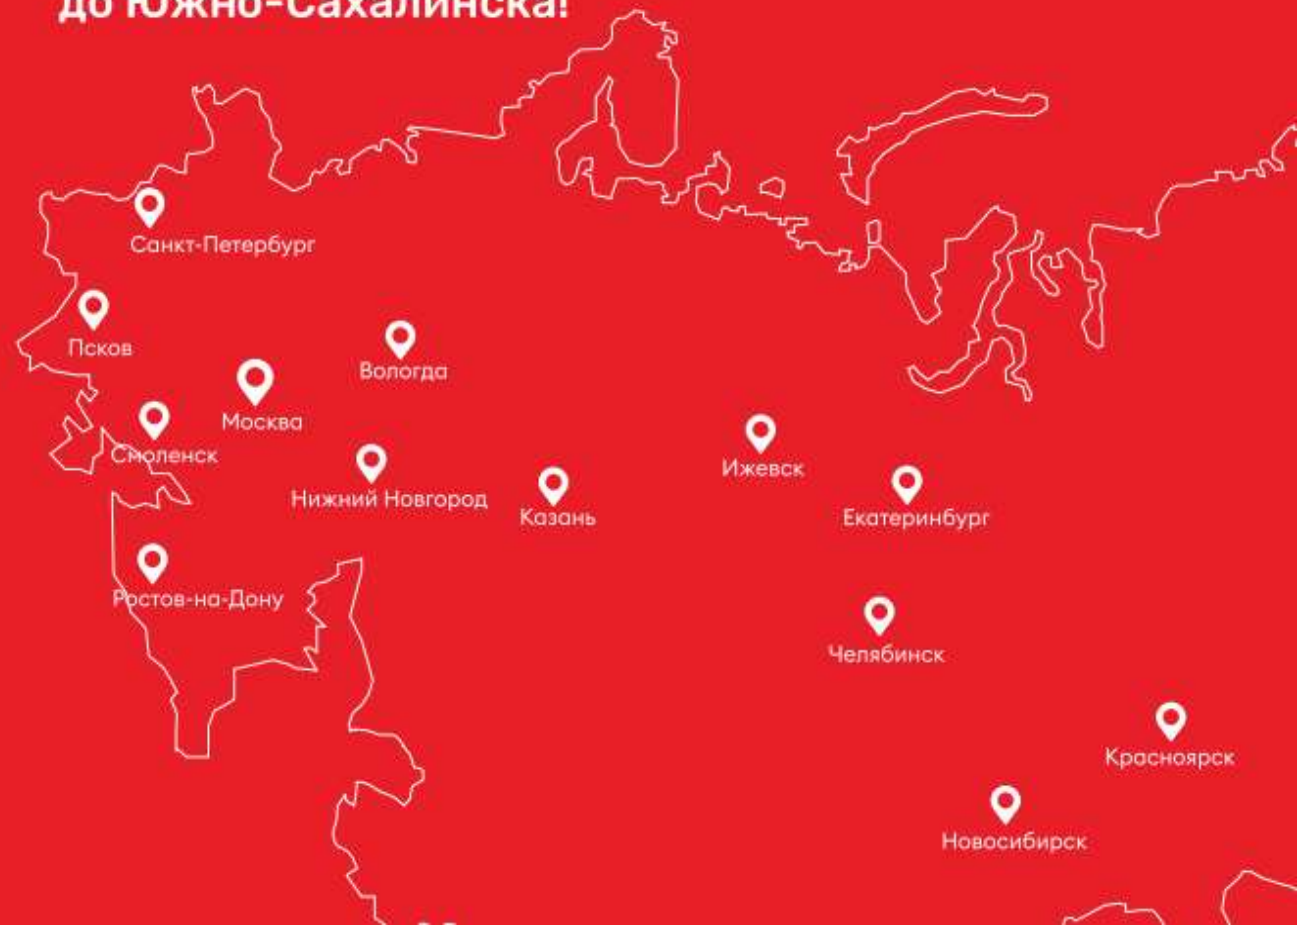 до Южно-Сахалинска!
Санкт-Петербург
Псков
Вологда
Москва
Смоленск
Ижевск
Нижний Новгород
Казань
Екатеринбург
Ростов-на-Дону
Челябинск
Красноярск
Новосибирск